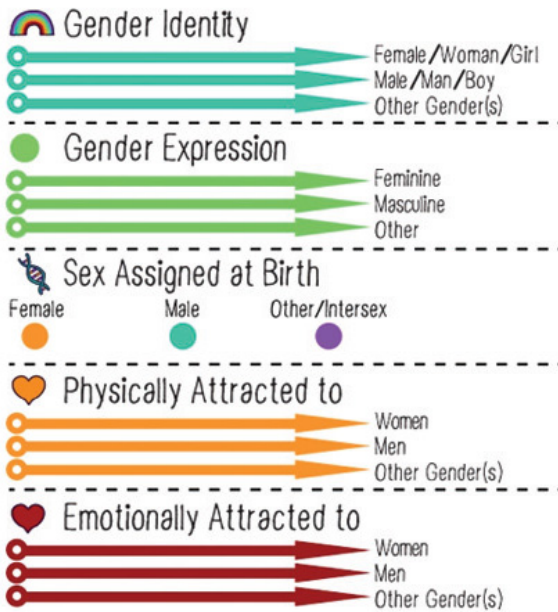 Gender Identity
Female/Woman/Girl
Male/Man/Boy
Other Gender(s)
Gender Expression
Feminine
Masculine
Other
Sex Assigned at Birth
Female Male Other/Intersex
Physically Attracted to
Women
Men
Other Gender(s)
Emotionally Attracted to
Women
Men
Other Gender(s)